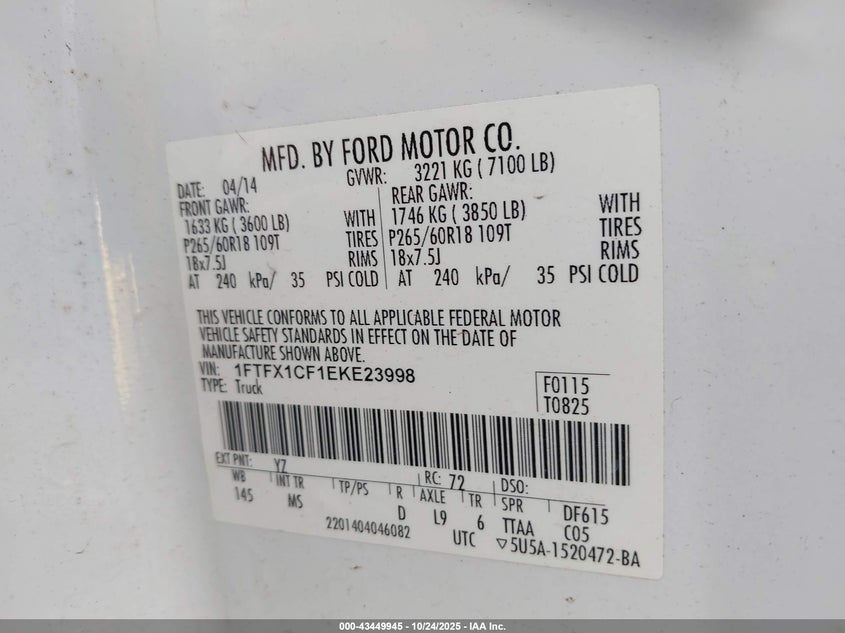 MFD. BY FORD MOTOR CO.
DATE: 04/14 GVWR: 3221 KG ( 7100 LB)
FRONT GAWR: REAR GAWR:
1633 KG ( 3600 LB) WITH 1746 KG ( 3850 LB) WITH
P265/60R18 109T TIRES P265/60R18 109T TIRES
18x7.5J RIMS 18x7.5J RIMS
AT 240 kPa/ 35 PSI COLD AT 240 kPa/ 35 PSI COLD
THIS VEHICLE CONFORMS TO ALL APPLICABLE FEDERAL MOTOR
VEHICLE SAFETY STANDARDS IN EFFECT ON THE DATE OF
MANUFACTURE SHOWN ABOVE.
VIN: 1FTFX1CF1EKE23998 F0115
TYPE: Truck T0825
EXT PNT: YZ RC: 72 DSO:
WB INT TR TP/PS R AXLE TR SPR DF615
145 MS D L9 6 TTAA C05
2201404046082 UTC ▽5U5A-1520472-BA
000-43449945 - 10/24/2025 - IAA Inc.